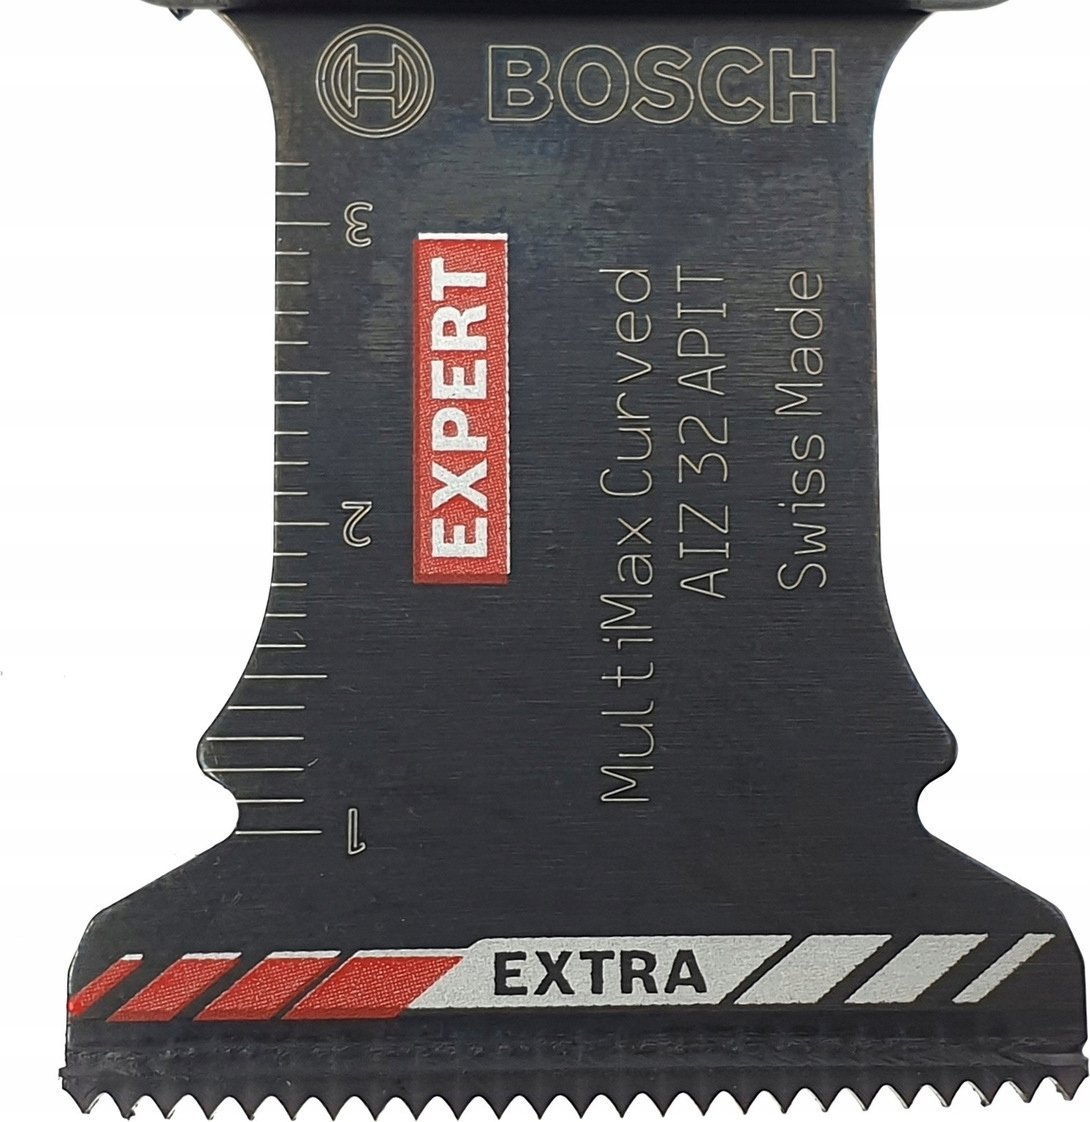 BOSCH
3
2
1
EXPERT
MultiMax Curved
AIZ 32 APIT
Swiss Made
EXTRA